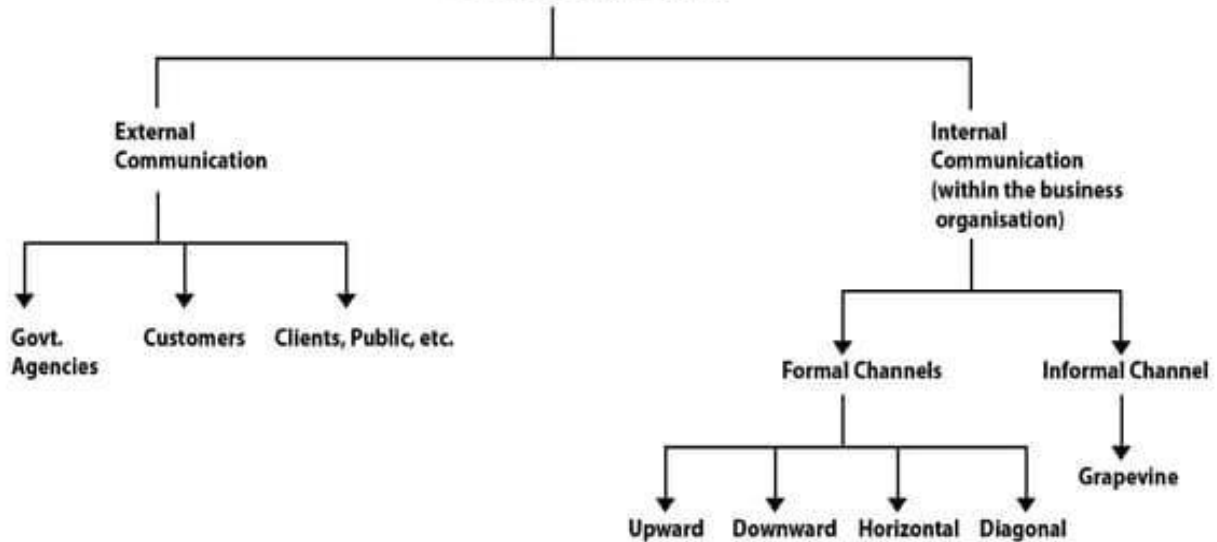 External
Communication
Internal
Communication
(within the business
organisation)
Govt.
Agencies
Customers
Clients, Public, etc.
Formal Channels
Informal Channel
Grapevine
Upward
Downward
Horizontal
Diagonal